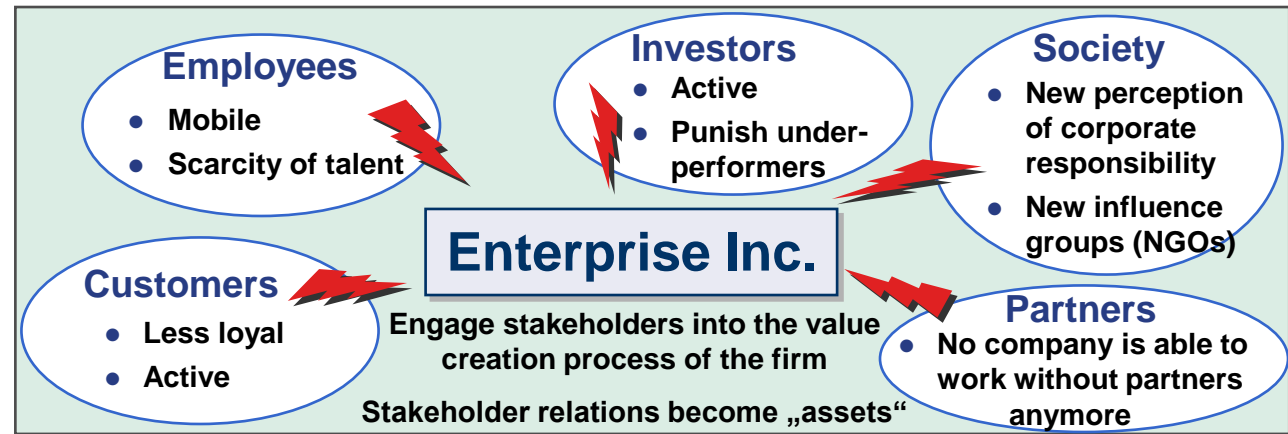 Employees
● Mobile
● Scarcity of talent
Investors
● Active
● Punish under-
performers
Society
● New perception
of corporate
responsibility
● New influence
groups (NGOs)
Enterprise Inc.
Customers
● Less loyal
● Active
Engage stakeholders into the value
creation process of the firm
Stakeholder relations become „assets“
Partners
● No company is able to
work without partners
anymore